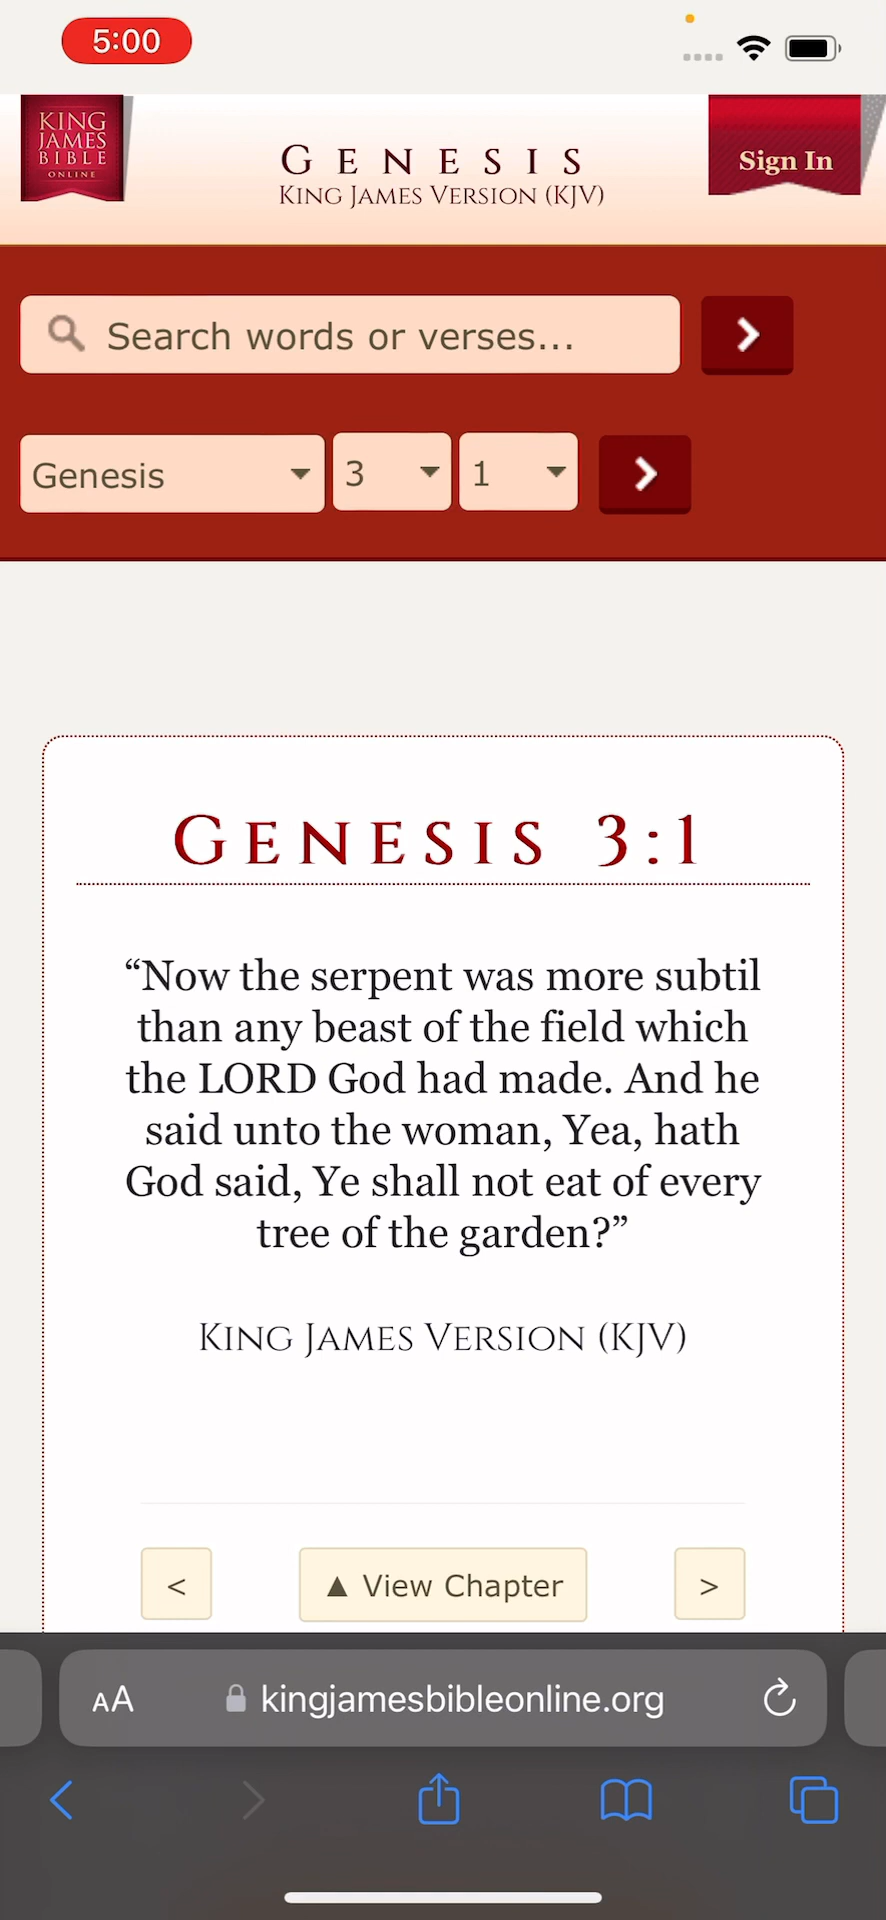 5:00
KING
JAMES
BIBLE
ONLINE
GENESIS
KING JAMES VERSION (KJV)
Sign In
Search words or verses...
Genesis
3
1
GENESIS 3:1
“Now the serpent was more subtil
than any beast of the field which
the LORD God had made. And he
said unto the woman, Yea, hath
God said, Ye shall not eat of every
tree of the garden?”
KING JAMES VERSION (KJV)
<
▲ View Chapter
>
AA
kingjamesbibleonline.org